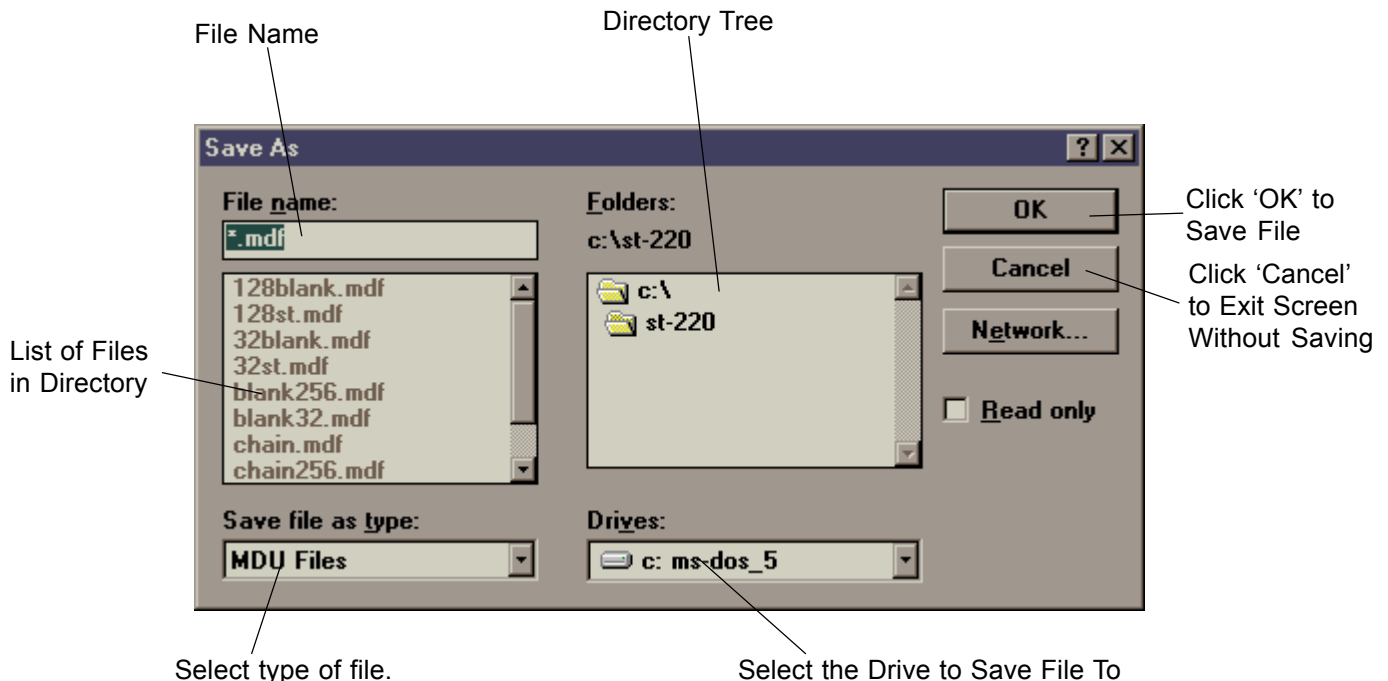 File Name
Directory Tree
Save As
File name:
*.mdf
128blank.mdf
128st.mdf
32blank.mdf
32st.mdf
blank256.mdf
blank32.mdf
chain.mdf
chain256.mdf
Folders:
c:\st-220
c:\
st-220
OK
Cancel
Network...
Read only
Save file as type:
MDU Files
Drives:
c: ms-dos_5
Click ‘OK’ to
Save File
Click ‘Cancel’
to Exit Screen
Without Saving
List of Files
in Directory
Select type of file.
Select the Drive to Save File To